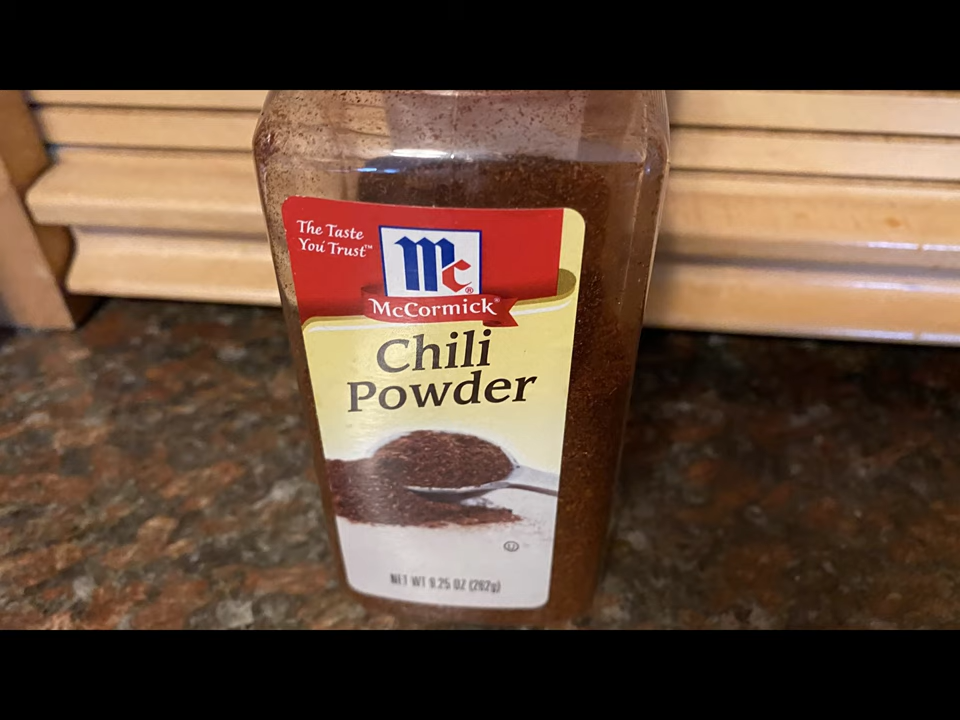 The Taste
You Trust™
Mc®
McCormick®
Chili
Powder
U
NET WT 9.25 OZ (262g)